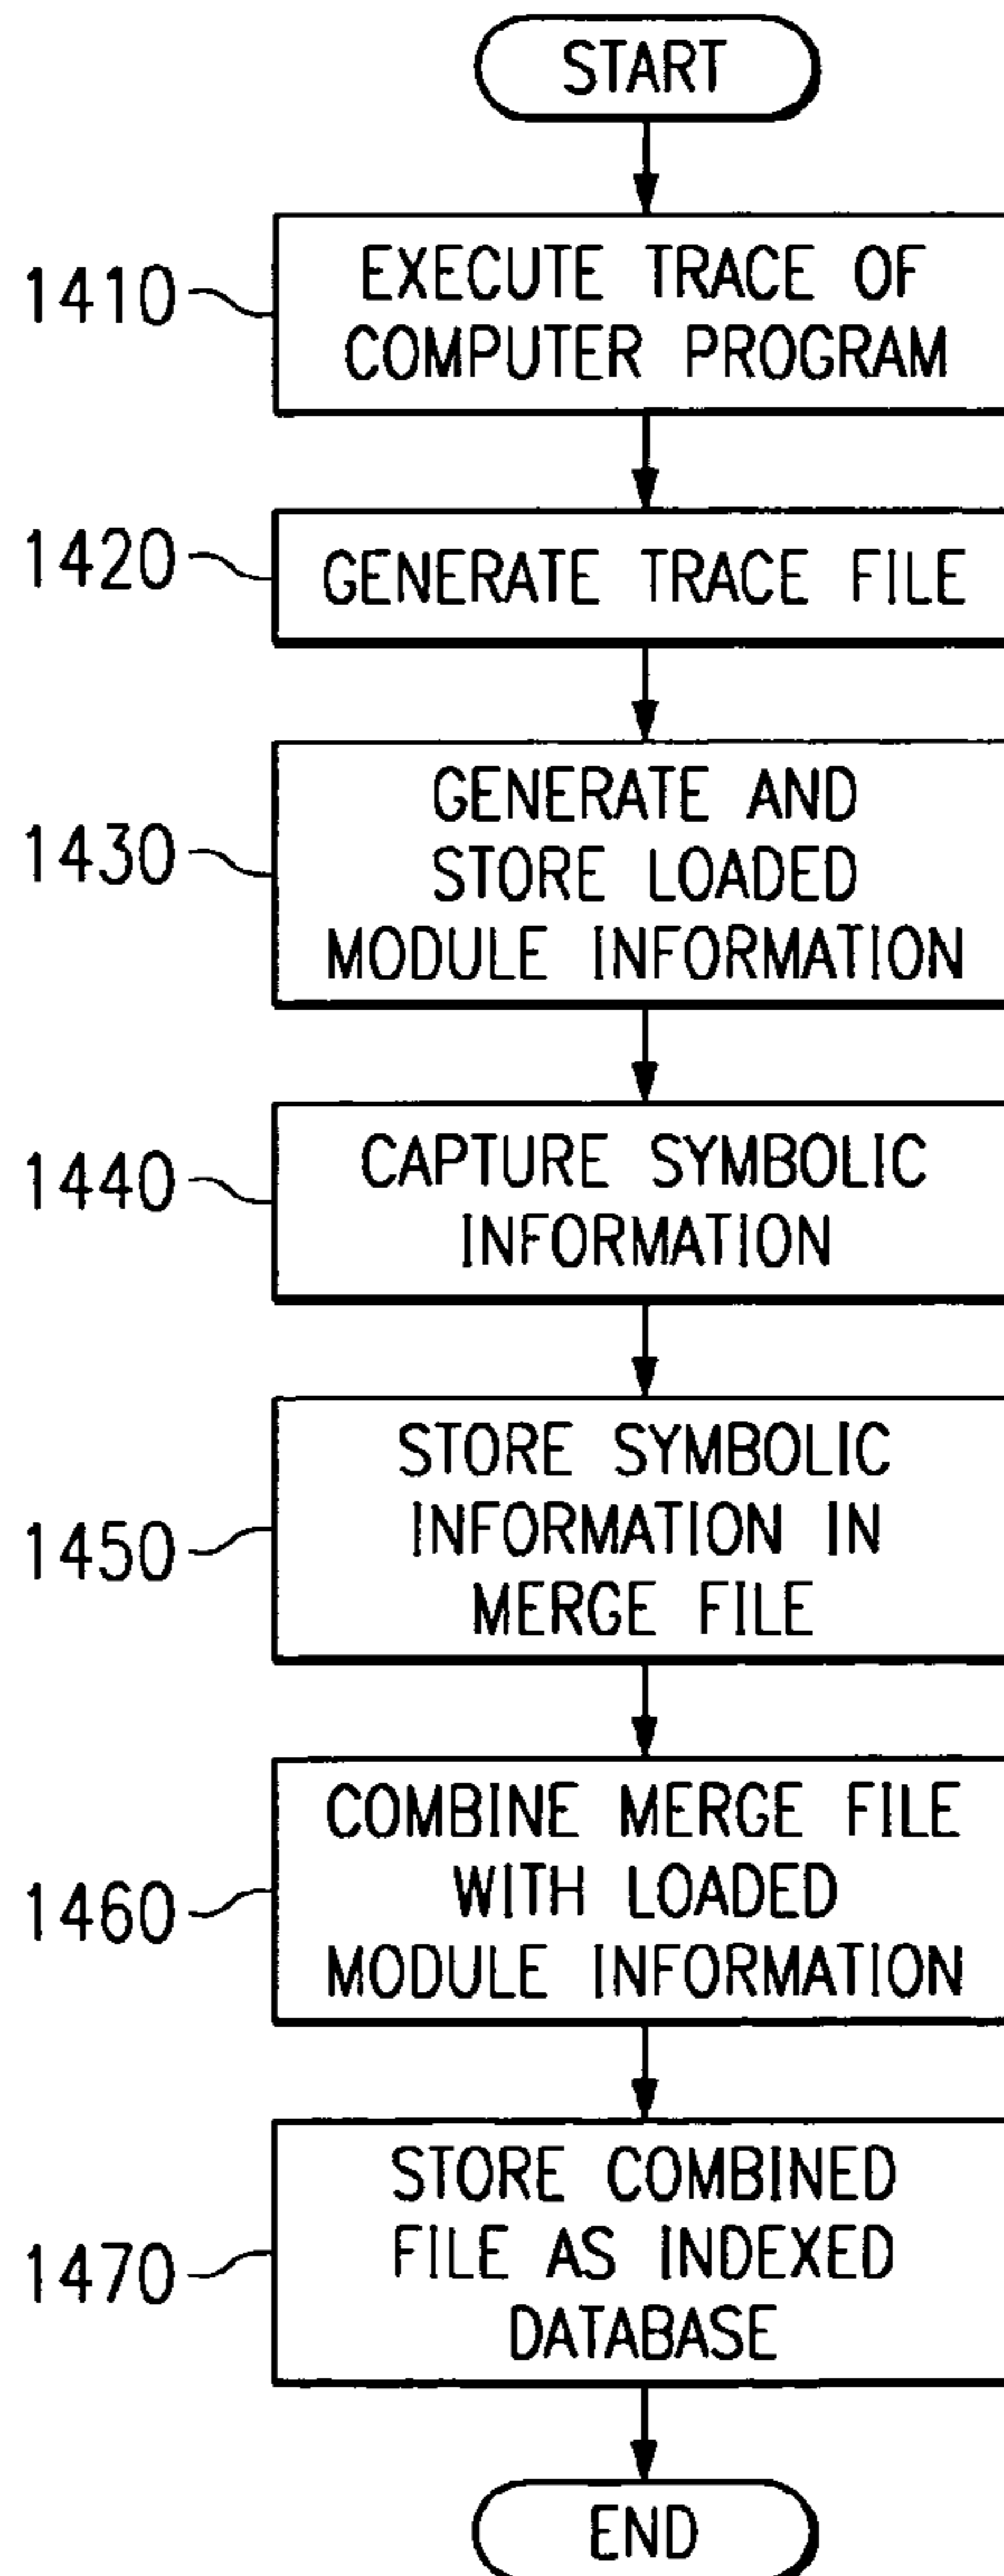 START
1410
EXECUTE TRACE OF
COMPUTER PROGRAM
1420
GENERATE TRACE FILE
1430
GENERATE AND
STORE LOADED
MODULE INFORMATION
1440
CAPTURE SYMBOLIC
INFORMATION
1450
STORE SYMBOLIC
INFORMATION IN
MERGE FILE
1460
COMBINE MERGE FILE
WITH LOADED
MODULE INFORMATION
1470
STORE COMBINED
FILE AS INDEXED
DATABASE
END